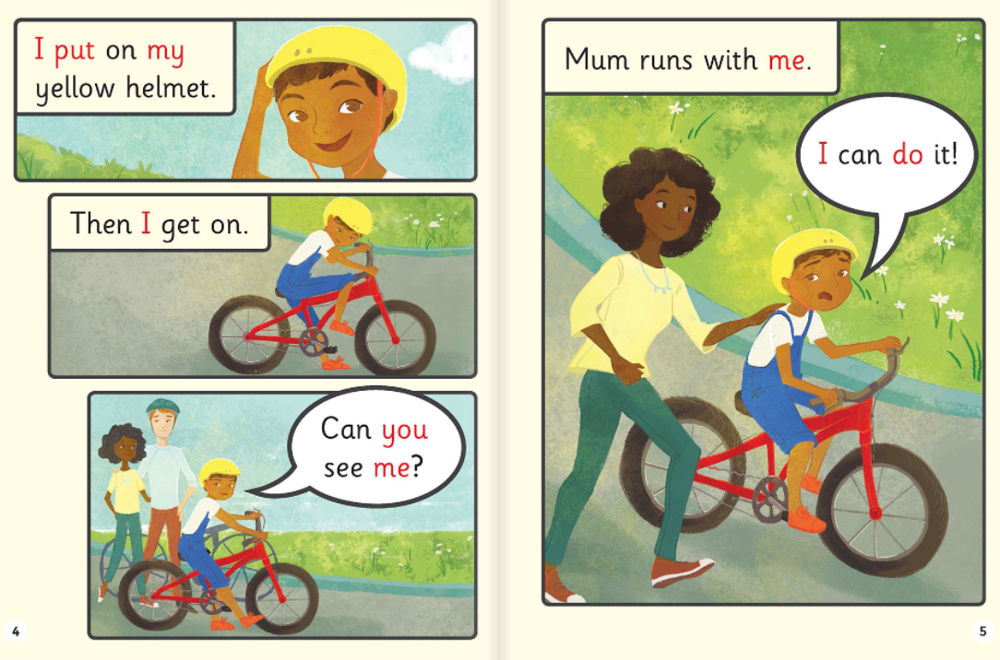 I put on my
yellow helmet.
Then I get on.
Can you
see me?
4
Mum runs with me.
I can do it!
5